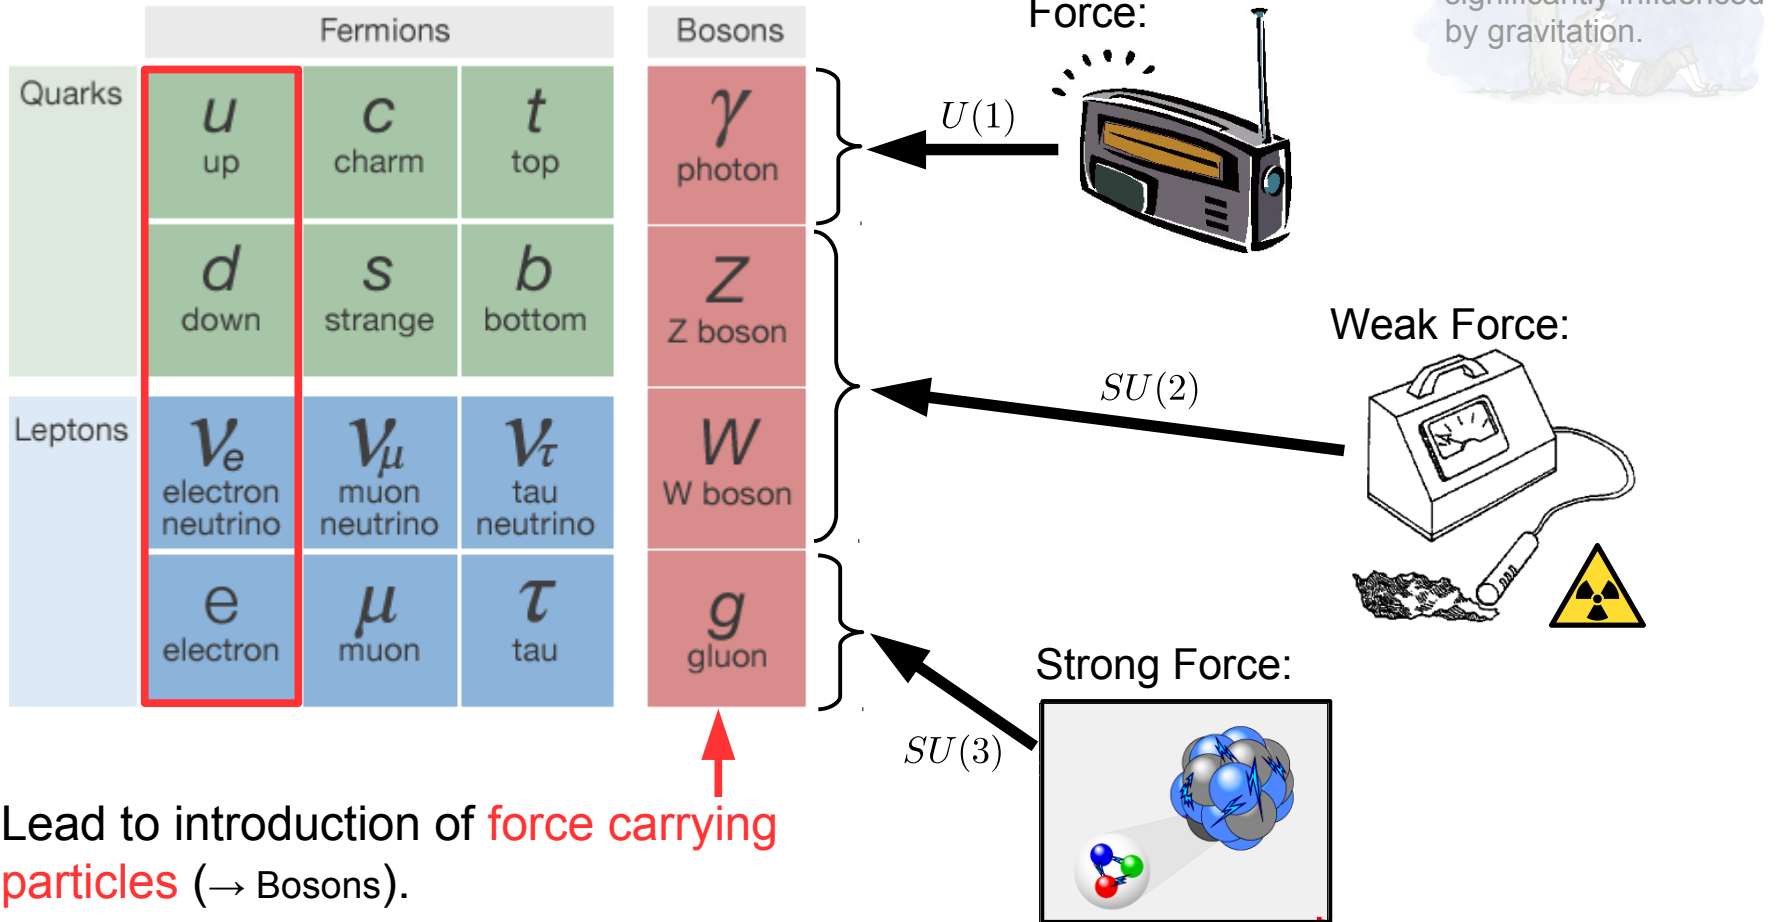 Force:
significantly influenced
by gravitation.
Fermions
Bosons
Quarks
u
up
c
charm
t
top
γ
photon
U(1)
d
down
s
strange
b
bottom
Z
Z boson
Weak Force:
SU(2)
Leptons
νe
electron
neutrino
νμ
muon
neutrino
ντ
tau
neutrino
W
W boson
e
electron
μ
muon
τ
tau
g
gluon
Strong Force:
SU(3)
Lead to introduction of force carrying
particles (→ Bosons).